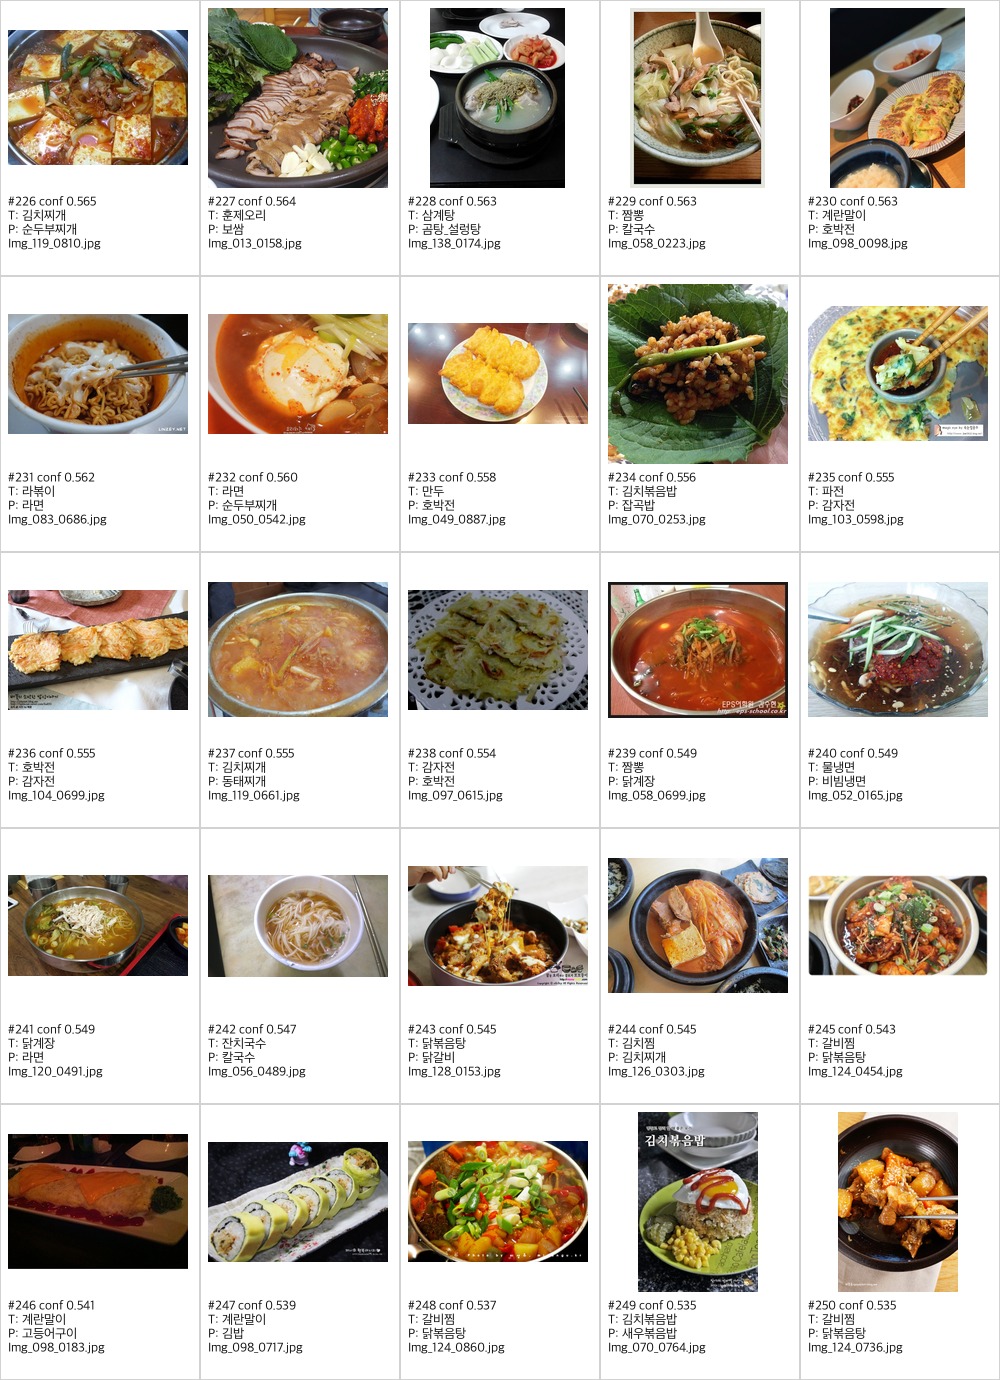 #226 conf 0.565
T: 김치찌개
P: 순두부찌개
Img_119_0810.jpg
#227 conf 0.564
T: 훈제오리
P: 보쌈
Img_013_0158.jpg
#228 conf 0.563
T: 삼계탕
P: 곰탕_설렁탕
Img_138_0174.jpg
#229 conf 0.563
T: 짬뽕
P: 칼국수
Img_058_0223.jpg
#230 conf 0.563
T: 계란말이
P: 호박전
Img_098_0098.jpg
LINGBY.NET
#231 conf 0.562
T: 라볶이
P: 라면
Img_083_0686.jpg
#232 conf 0.560
T: 라면
P: 순두부찌개
Img_050_0542.jpg
#233 conf 0.558
T: 만두
P: 호박전
Img_049_0887.jpg
#234 conf 0.556
T: 김치볶음밥
P: 잡곡밥
Img_070_0253.jpg
#235 conf 0.555
T: 파전
P: 감자전
Img_103_0598.jpg
#236 conf 0.555
T: 호박전
P: 감자전
Img_104_0699.jpg
#237 conf 0.555
T: 김치찌개
P: 동태찌개
Img_119_0661.jpg
#238 conf 0.554
T: 감자전
P: 호박전
Img_097_0615.jpg
http://eps-school.co.kr
#239 conf 0.549
T: 짬뽕
P: 닭계장
Img_058_0699.jpg
#240 conf 0.549
T: 물냉면
P: 비빔냉면
Img_052_0165.jpg
#241 conf 0.549
T: 닭계장
P: 라면
Img_120_0491.jpg
#242 conf 0.547
T: 잔치국수
P: 칼국수
Img_056_0489.jpg
#243 conf 0.545
T: 닭볶음탕
P: 닭갈비
Img_128_0153.jpg
#244 conf 0.545
T: 김치찜
P: 김치찌개
Img_126_0303.jpg
#245 conf 0.543
T: 갈비찜
P: 닭볶음탕
Img_124_0454.jpg
#246 conf 0.541
T: 계란말이
P: 고등어구이
Img_098_0183.jpg
#247 conf 0.539
T: 계란말이
P: 김밥
Img_098_0717.jpg
#248 conf 0.537
T: 갈비찜
P: 닭볶음탕
Img_124_0860.jpg
김치볶음밥
#249 conf 0.535
T: 김치볶음밥
P: 새우볶음밥
Img_070_0764.jpg
#250 conf 0.535
T: 갈비찜
P: 닭볶음탕
Img_124_0736.jpg